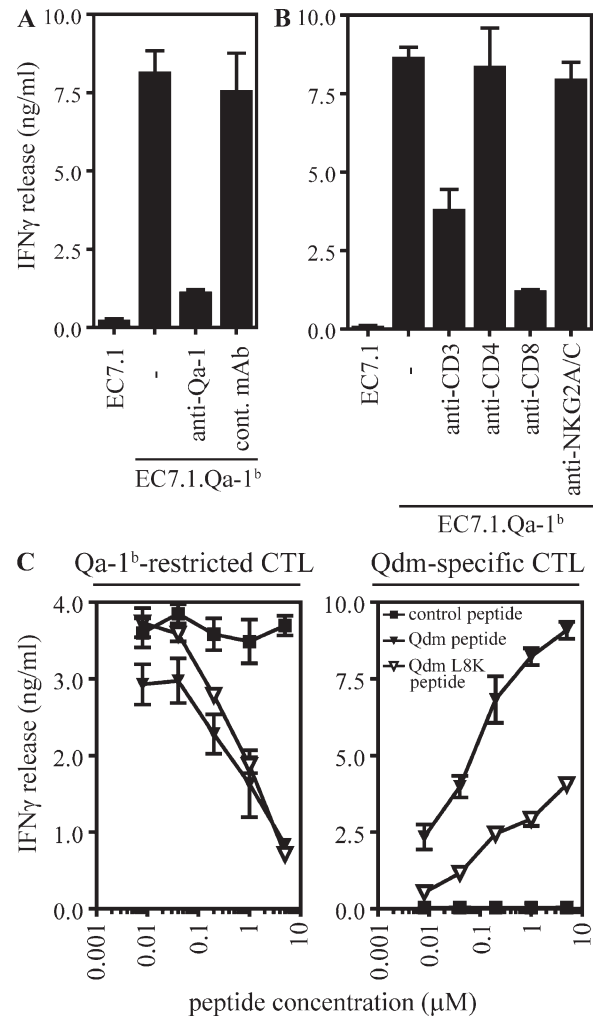 A
B
IFNγ release (ng/ml)
10.0
7.5
5.0
2.5
0.0
10.0
7.5
5.0
2.5
0.0
EC7.1
-
anti-Qa-1
cont. mAb
EC7.1.Qa-1ᵇ
EC7.1
-
anti-CD3
anti-CD4
anti-CD8
anti-NKG2A/C
EC7.1.Qa-1ᵇ
C
Qa-1ᵇ-restricted CTL
Qdm-specific CTL
IFNγ release (ng/ml)
4.0
3.0
2.0
1.0
0.0
0.001
0.01
0.1
1
10
10.0
7.5
5.0
2.5
0.0
control peptide
Qdm peptide
Qdm L8K
peptide
0.001
0.01
0.1
1
10
peptide concentration (μM)